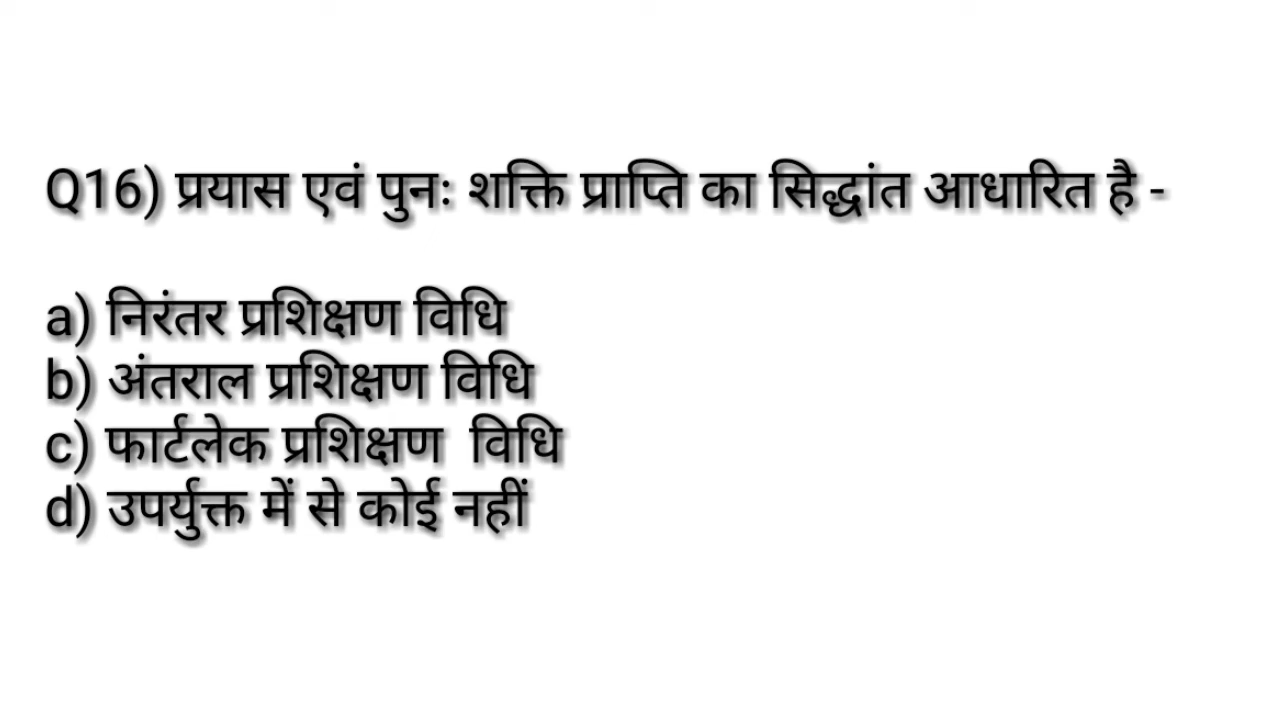 Q16) प्रयास एवं पुनः शक्ति प्राप्ति का सिद्धांत आधारित है -
a) निरंतर प्रशिक्षण विधि
b) अंतराल प्रशिक्षण विधि
c) फार्टलेक प्रशिक्षण विधि
d) उपर्युक्त में से कोई नहीं